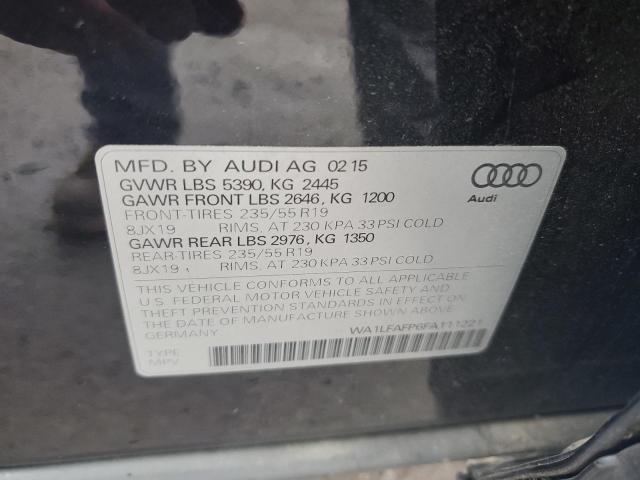 MFD. BY AUDI AG 02 15
GVWR LBS 5390, KG 2445
GAWR FRONT LBS 2646, KG 1200
FRONT-TIRES 235/55 R19
8JX19 RIMS, AT 230 KPA 33 PSI COLD
GAWR REAR LBS 2976, KG 1350
REAR-TIRES 235/55 R19
8JX19 RIMS, AT 230 KPA 33 PSI COLD
THIS VEHICLE CONFORMS TO ALL APPLICABLE
U.S. FEDERAL MOTOR VEHICLE SAFETY AND
THEFT PREVENTION STANDARDS IN EFFECT ON
THE DATE OF MANUFACTURE SHOWN ABOVE
GERMANY
WA1LFAFP6FA111221
TYPE
MPV
Audi